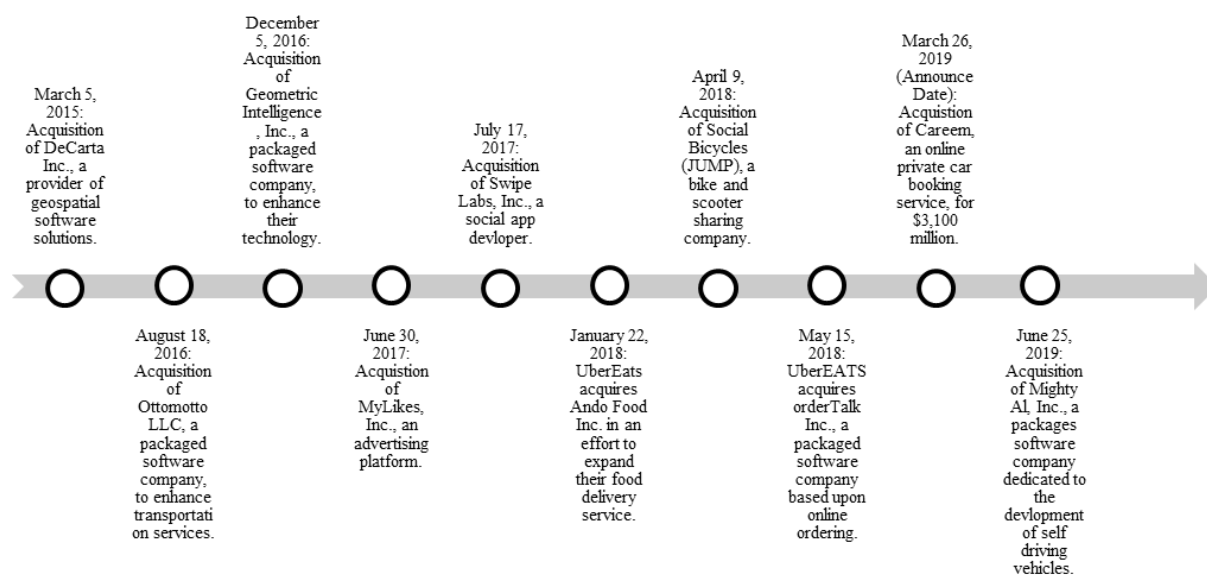 March 5,
2015:
Acquisition
of DeCarta
Inc., a
provider of
geospatial
software
solutions.
August 18,
2016:
Acquisition
of
Ottomotto
LLC, a
packaged
software
company,
to enhance
transportati
on services.
December
5, 2016:
Acquisition
of
Geometric
Intelligence
, Inc., a
packaged
software
company,
to enhance
their
technology.
June 30,
2017:
Acquistion
of
MyLikes,
Inc., an
advertising
platform.
July 17,
2017:
Acquisition
of Swipe
Labs, Inc., a
social app
devloper.
January 22,
2018:
UberEats
acquires
Ando Food
Inc. in an
effort to
expand
their food
delivery
service.
April 9,
2018:
Acquisition
of Social
Bicycles
(JUMP), a
bike and
scooter
sharing
company.
May 15,
2018:
UberEATS
acquires
orderTalk
Inc., a
packaged
software
company
based upon
online
ordering.
March 26,
2019
(Announce
Date):
Acquistion
of Careem,
an online
private car
booking
service, for
$3,100
million.
June 25,
2019:
Acquisition
of Mighty
Al, Inc., a
packages
software
company
dedicated to
the
devlopment
of self
driving
vehicles.